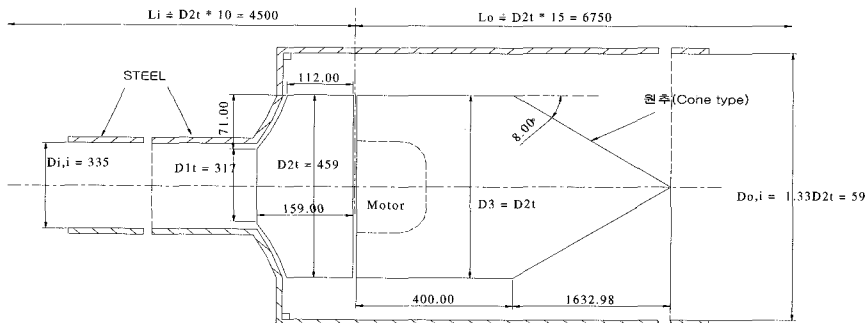 Li ≑ D2t * 10 = 4500
Lo ≑ D2t * 15 = 6750
STEEL
112.00
71.00
원추(Cone type)
8.00
Di,i = 335
D1t = 317
D2t = 459
159.00
Motor
D3 = D2t
Do,i = 1.33D2t = 59
400.00
1632.98